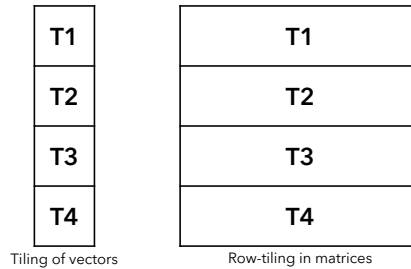 T1
T2
T3
T4
Tiling of vectors
T1
T2
T3
T4
Row-tiling in matrices